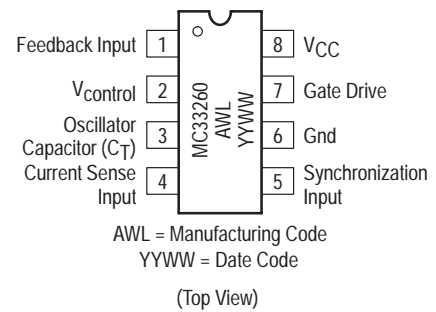 Feedback Input 1
8 VCC
Vcontrol 2
7 Gate Drive
Oscillator
Capacitor (CT) 3
6 Gnd
Current Sense
Input 4
5 Synchronization
Input
MC33260
AWL
YYWW
AWL = Manufacturing Code
YYWW = Date Code
(Top View)